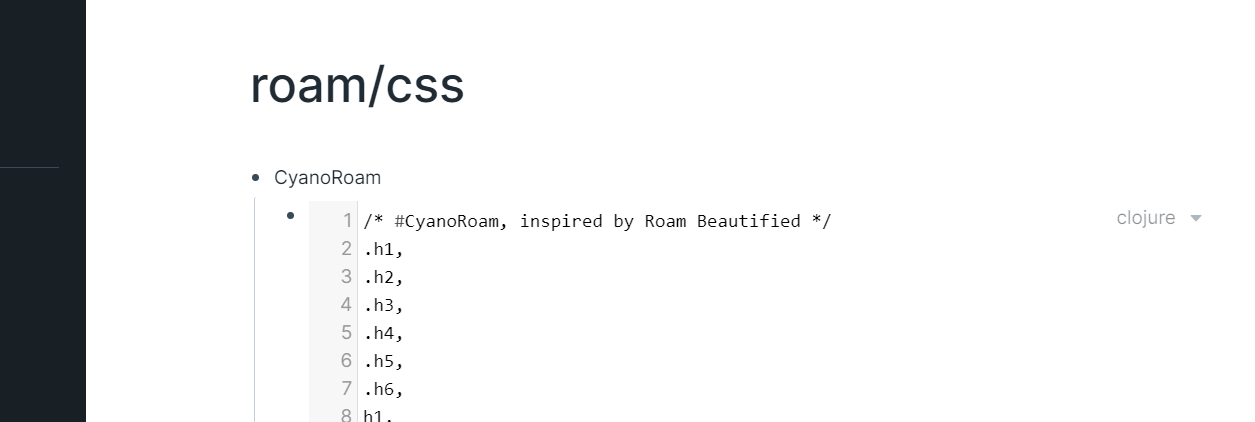 roam/css
CyanoRoam
1 /* #CyanoRoam, inspired by Roam Beautified */
clojure
2 .h1,
3 .h2,
4 .h3,
5 .h4,
6 .h5,
7 .h6,
8 h1,